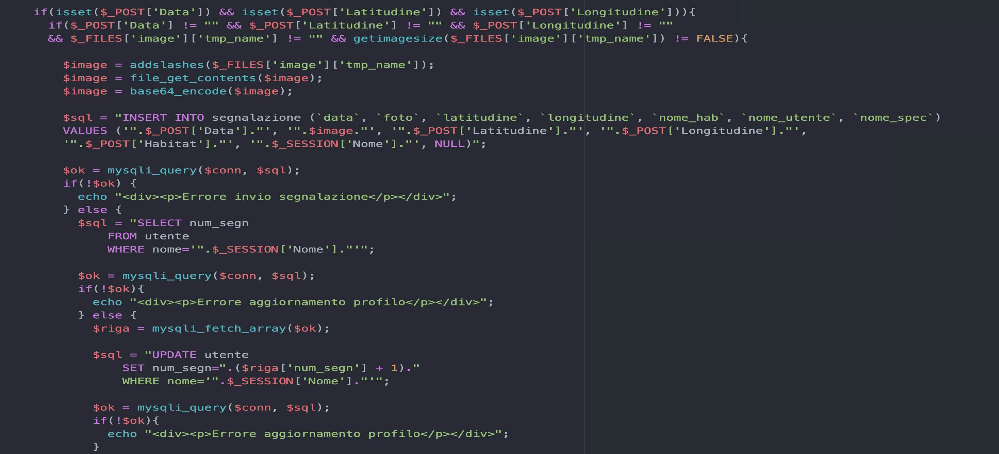 if(isset($_POST['Data']) && isset($_POST['Latitudine']) && isset($_POST['Longitudine'])){
if($_POST['Data'] != "" && $_POST['Latitudine'] != "" && $_POST['Longitudine'] != ""
&& $_FILES['image']['tmp_name'] != "" && getimagesize($_FILES['image']['tmp_name']) != FALSE){
$image = addslashes($_FILES['image']['tmp_name']);
$image = file_get_contents($image);
$image = base64_encode($image);
$sql = "INSERT INTO segnalazione (`data`, `foto`, `latitudine`, `longitudine`, `nome_hab`, `nome_utente`, `nome_spec`)
VALUES ('".$_POST['Data']."', '".$image."', '".$_POST['Latitudine']."', '".$_POST['Longitudine']."',
'".$_POST['Habitat']."', '".$_SESSION['Nome']."', NULL)";
$ok = mysqli_query($conn, $sql);
if(!$ok) {
echo "<div><p>Errore invio segnalazione</p></div>";
} else {
$sql = "SELECT num_segn
FROM utente
WHERE nome='".$_SESSION['Nome']."'";
$ok = mysqli_query($conn, $sql);
if(!$ok){
echo "<div><p>Errore aggiornamento profilo</p></div>";
} else {
$riga = mysqli_fetch_array($ok);
$sql = "UPDATE utente
SET num_segn=".($riga['num_segn'] + 1)."
WHERE nome='".$_SESSION['Nome']."'";
$ok = mysqli_query($conn, $sql);
if(!$ok){
echo "<div><p>Errore aggiornamento profilo</p></div>";
}